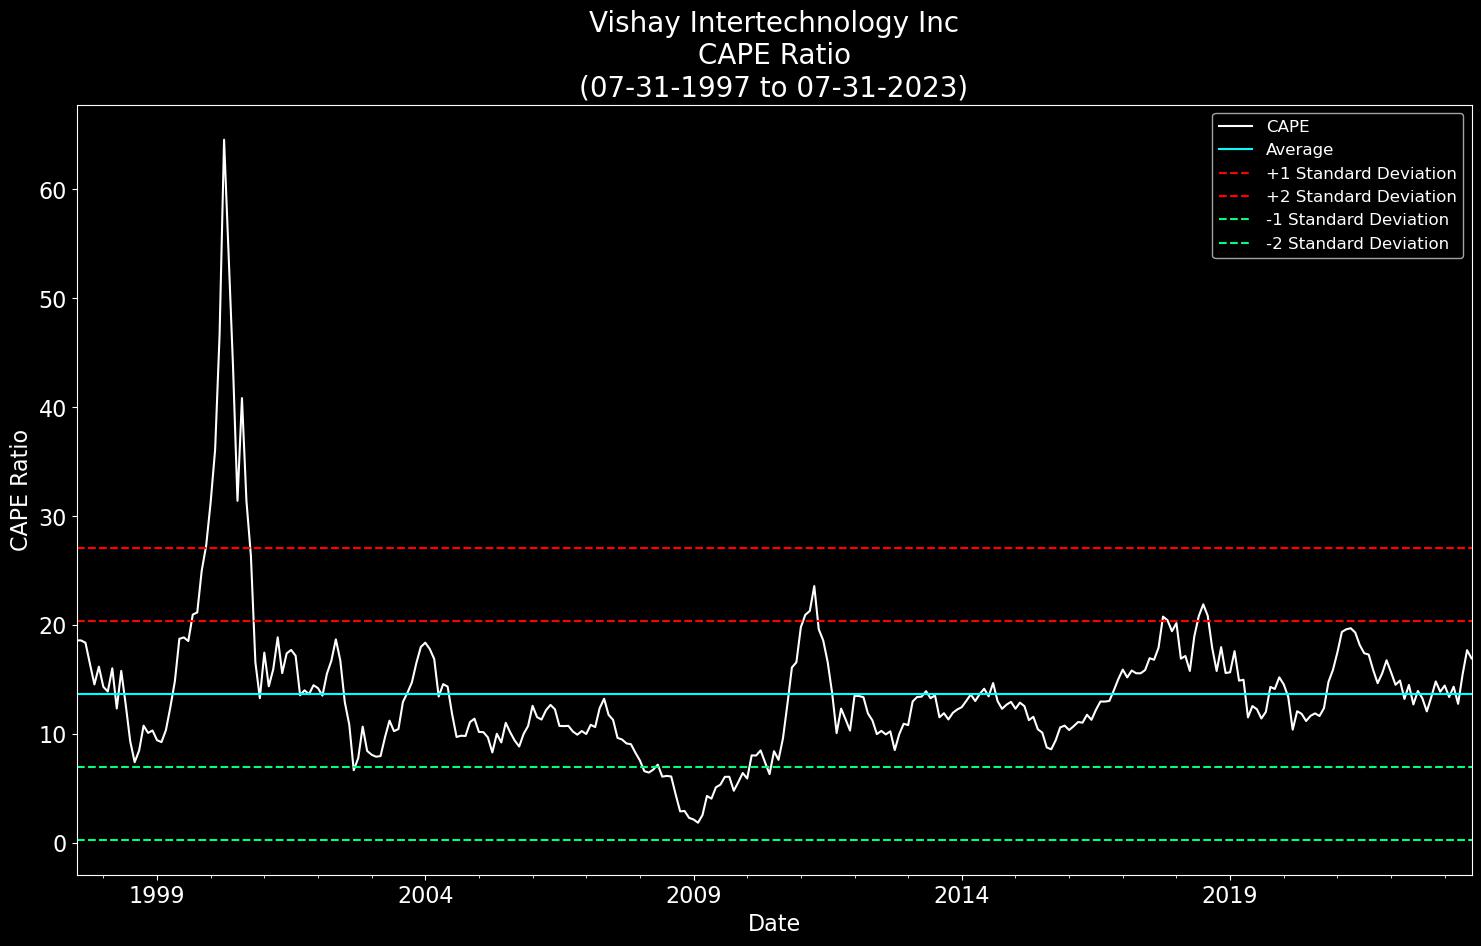 Vishay Intertechnology Inc
CAPE Ratio
(07-31-1997 to 07-31-2023)
CAPE
Average
+1 Standard Deviation
+2 Standard Deviation
-1 Standard Deviation
-2 Standard Deviation
CAPE Ratio
60
50
40
30
20
10
0
1999 2004 2009 2014 2019
Date